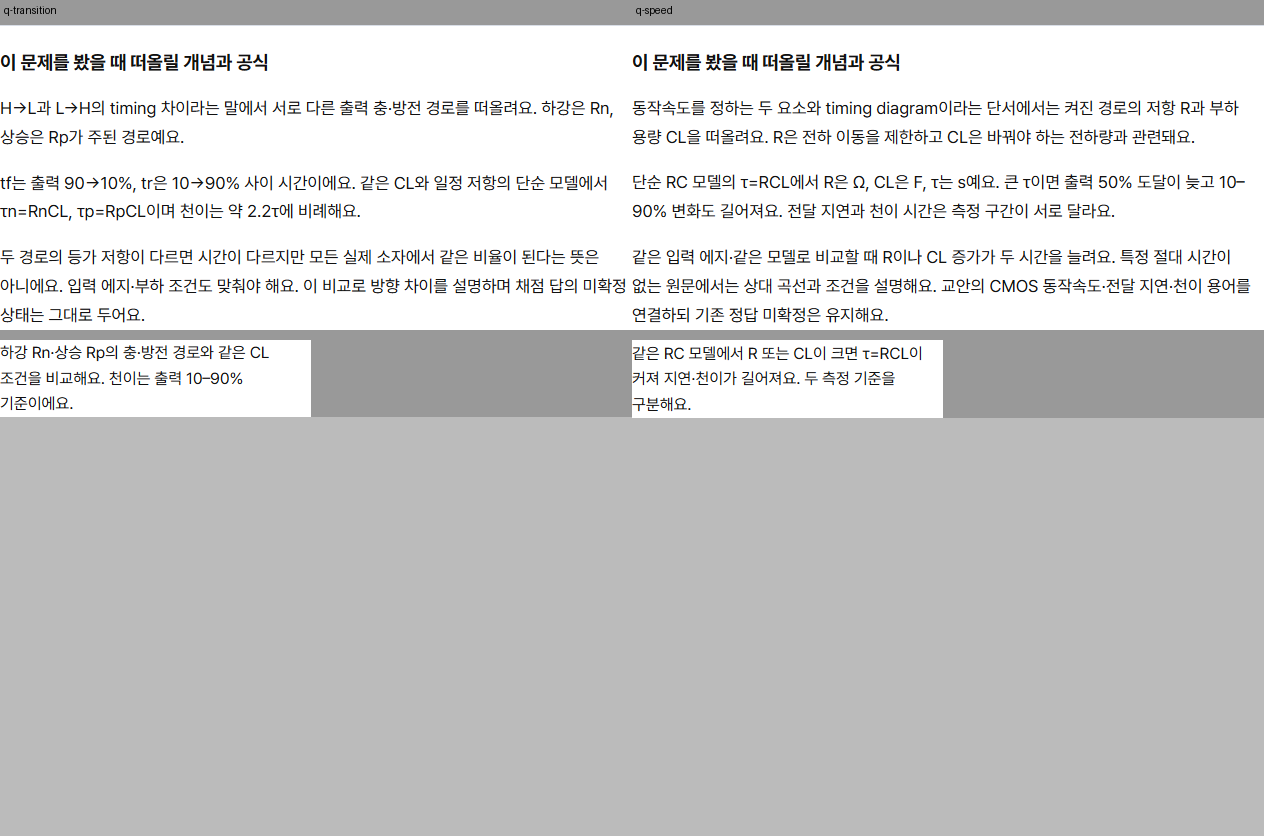 q-transition
이 문제를 봤을 때 떠올릴 개념과 공식
H→L과 L→H의 timing 차이라는 말에서 서로 다른 출력 충·방전 경로를 떠올려요. 하강은 Rn,
상승은 Rp가 주된 경로예요.
tf는 출력 90→10%, tr은 10→90% 사이 시간이에요. 같은 CL와 일정 저항의 단순 모델에서
τn=RnCL, τp=RpCL이며 천이는 약 2.2τ에 비례해요.
두 경로의 등가 저항이 다르면 시간이 다르지만 모든 실제 소자에서 같은 비율이 된다는 뜻은
아니에요. 입력 에지·부하 조건도 맞춰야 해요. 이 비교로 방향 차이를 설명하며 채점 답의 미확정
상태는 그대로 두어요.
하강 Rn·상승 Rp의 충·방전 경로와 같은 CL
조건을 비교해요. 천이는 출력 10–90%
기준이에요.
q-speed
이 문제를 봤을 때 떠올릴 개념과 공식
동작속도를 정하는 두 요소와 timing diagram이라는 단서에서는 켜진 경로의 저항 R과 부하
용량 CL을 떠올려요. R은 전하 이동을 제한하고 CL은 바꿔야 하는 전하량과 관련돼요.
단순 RC 모델의 τ=RCL에서 R은 Ω, CL은 F, τ는 s예요. 큰 τ이면 출력 50% 도달이 늦고 10–
90% 변화도 길어져요. 전달 지연과 천이 시간은 측정 구간이 서로 달라요.
같은 입력 에지·같은 모델로 비교할 때 R이나 CL 증가가 두 시간을 늘려요. 특정 절대 시간이
없는 원문에서는 상대 곡선과 조건을 설명해요. 교안의 CMOS 동작속도·전달 지연·천이 용어를
연결하되 기존 정답 미확정은 유지해요.
같은 RC 모델에서 R 또는 CL이 크면 τ=RCL이
커져 지연·천이가 길어져요. 두 측정 기준을
구분해요.